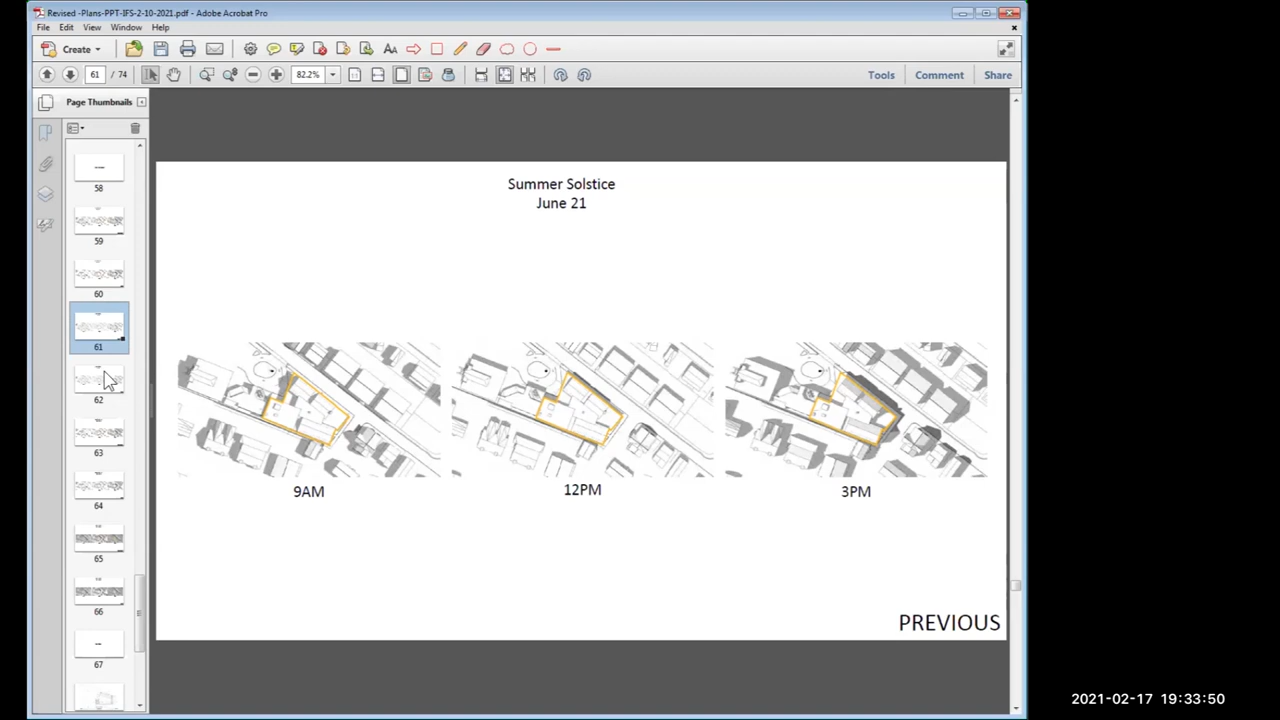 Revised -Plans-PPT-IFS-2-10-2021.pdf - Adobe Acrobat Pro
File Edit View Window Help
Create
61 / 74 82.2% Tools Comment Share
Page Thumbnails
58
59
60
61
62
63
64
65
66
67
Summer Solstice
June 21
9AM 12PM 3PM
PREVIOUS
2021-02-17 19:33:50